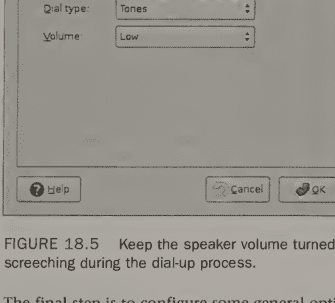 Dial type: Tones
Volume: Low
Help Cancel OK
FIGURE 18.5 Keep the speaker volume turned
screeching during the dial-up process.
The final step is to configure some general opti